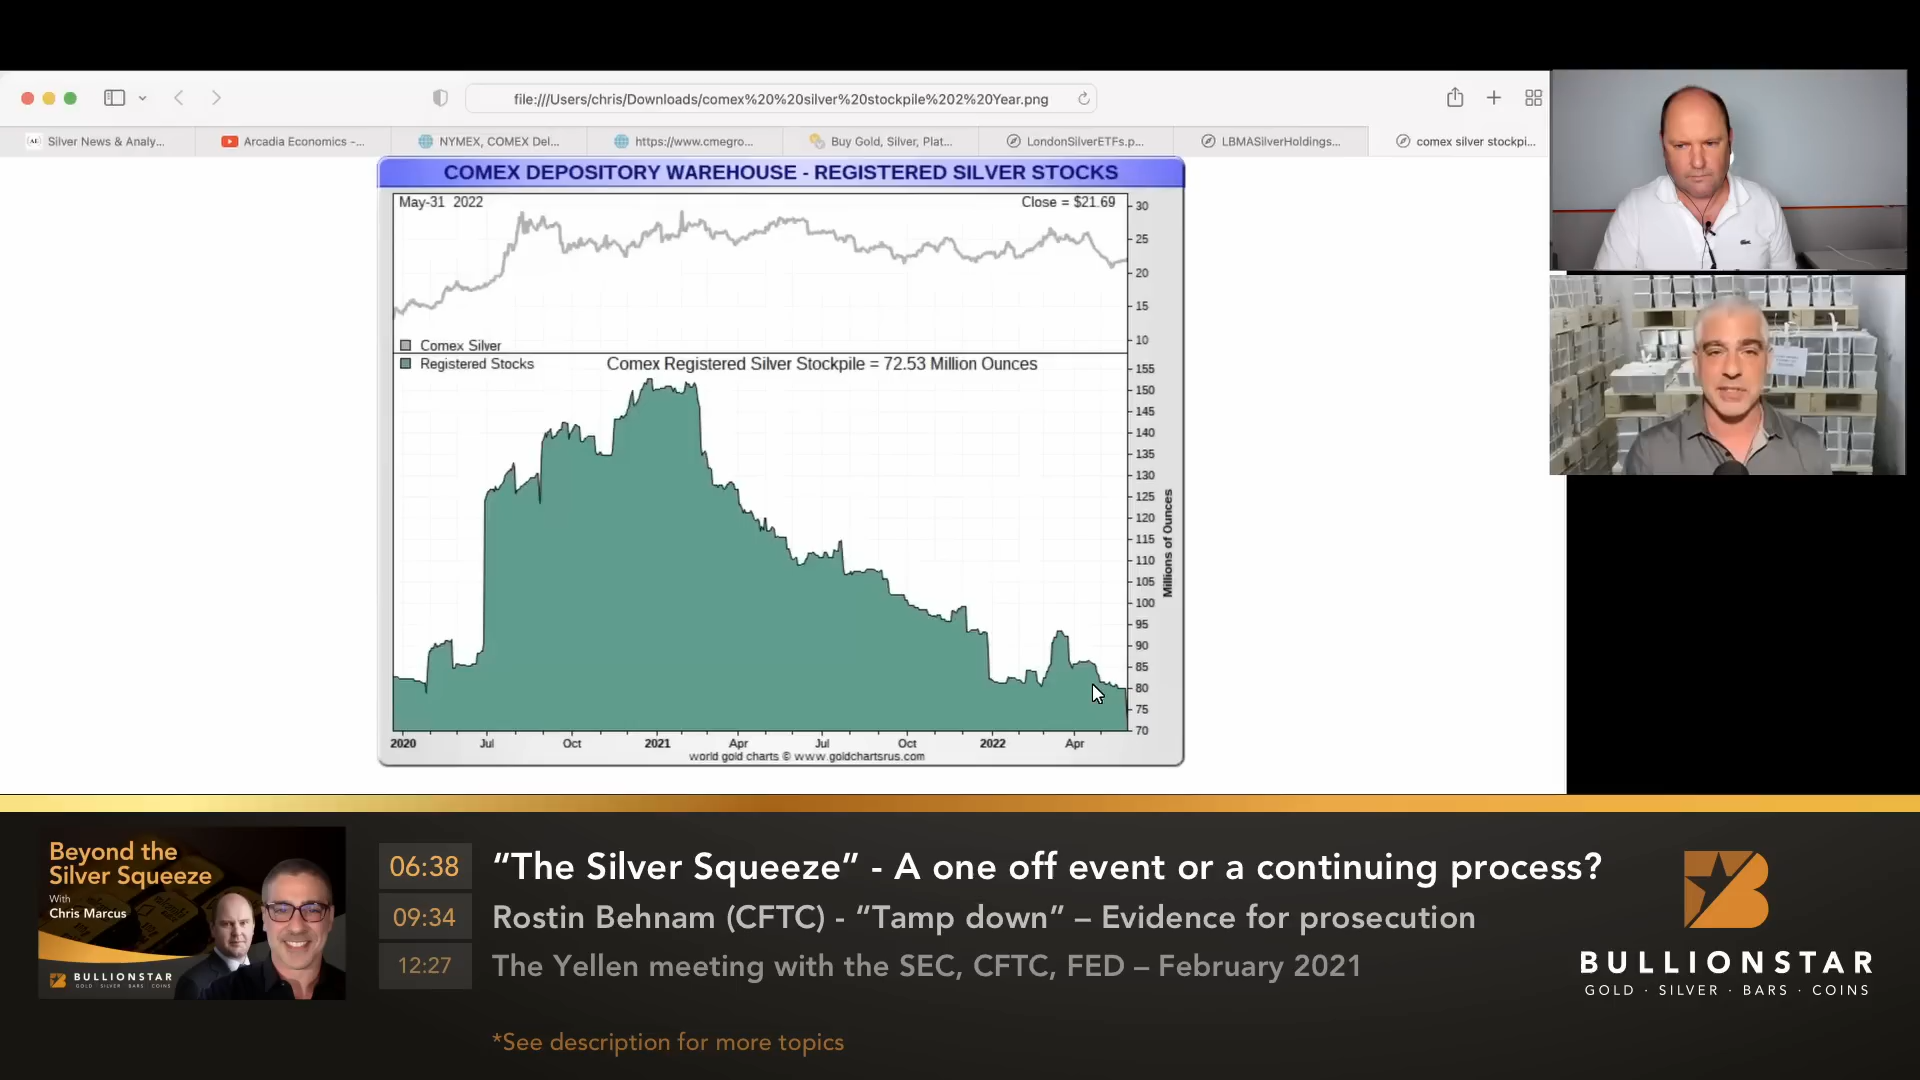 file:///Users/chris/Downloads/comex%20%20silver%20stockpile%202%20Year.png
Silver News & Analy...
Arcadia Economics -...
NYMEX, COMEX Del...
https://www.cmegro...
Buy Gold, Silver, Plat...
LondonSilverETFs.p...
LBMASilverHoldings...
comex silver stockpi...
COMEX DEPOSITORY WAREHOUSE - REGISTERED SILVER STOCKS
May-31 2022
Close = $21.69
30
25
20
15
10
Comex Silver
Registered Stocks
Comex Registered Silver Stockpile = 72.53 Million Ounces
155
150
145
140
135
130
125
120
115
110
105
100
95
90
85
80
75
70
Millions of Ounces
2020 Jul Oct 2021 Apr Jul Oct 2022 Apr
world gold charts © www.goldchartsrus.com
Beyond the
Silver Squeeze
With
Chris Marcus
BULLIONSTAR
GOLD · SILVER · BARS · COINS
06:38 “The Silver Squeeze” - A one off event or a continuing process?
09:34 Rostin Behnam (CFTC) - “Tamp down” – Evidence for prosecution
12:27 The Yellen meeting with the SEC, CFTC, FED – February 2021
*See description for more topics
BULLIONSTAR
GOLD · SILVER · BARS · COINS